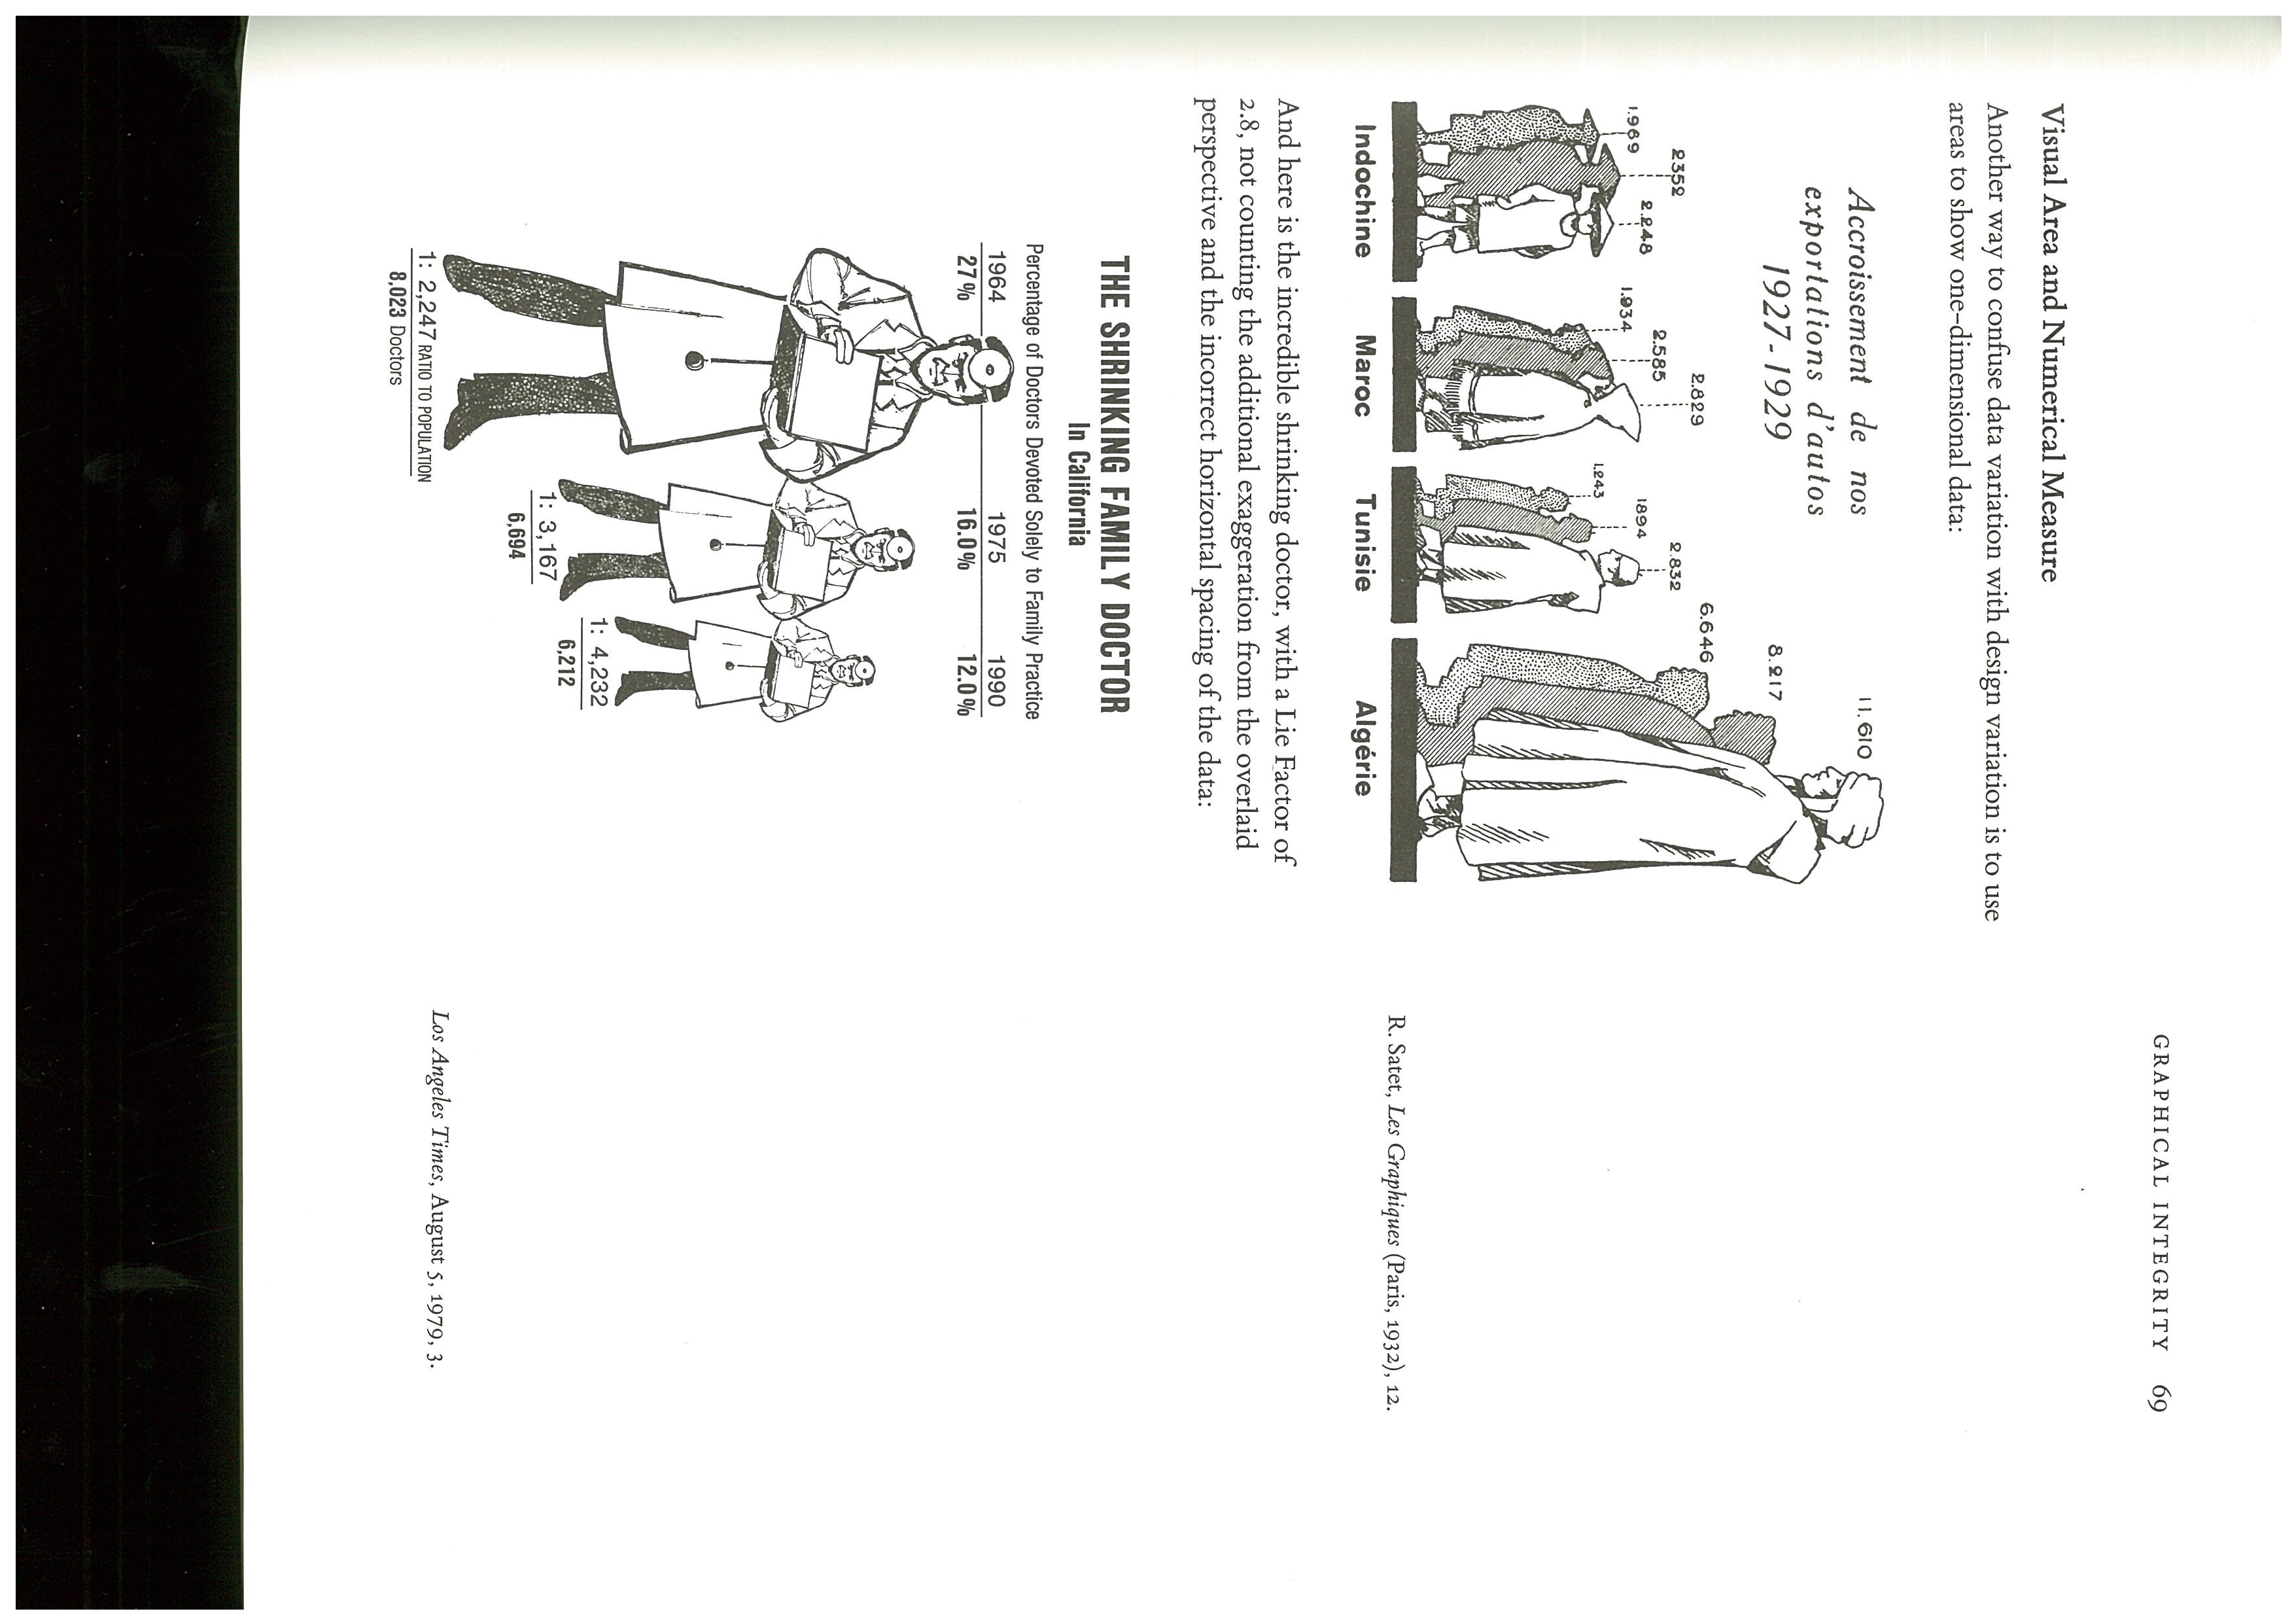 GRAPHICAL INTEGRITY 69
Visual Area and Numerical Measure
Another way to confuse data variation with design variation is to use
areas to show one-dimensional data:
Accroissement de nos
exportations d'autos
1927-1929
11.610
8.217
6.646
2352
2.248
1.969
2.829
2.585
1.934
2.832
1894
1.243
Indochine Maroc Tunisie Algérie
R. Satet, Les Graphiques (Paris, 1932), 12.
And here is the incredible shrinking doctor, with a Lie Factor of
2.8, not counting the additional exaggeration from the overlaid
perspective and the incorrect horizontal spacing of the data:
THE SHRINKING FAMILY DOCTOR
In California
Percentage of Doctors Devoted Solely to Family Practice
1964 1975 1990
27% 16.0% 12.0%
1: 4,232
6,212
1: 3,167
6,694
1: 2,247 RATIO TO POPULATION
8,023 Doctors
Los Angeles Times, August 5, 1979, 3.